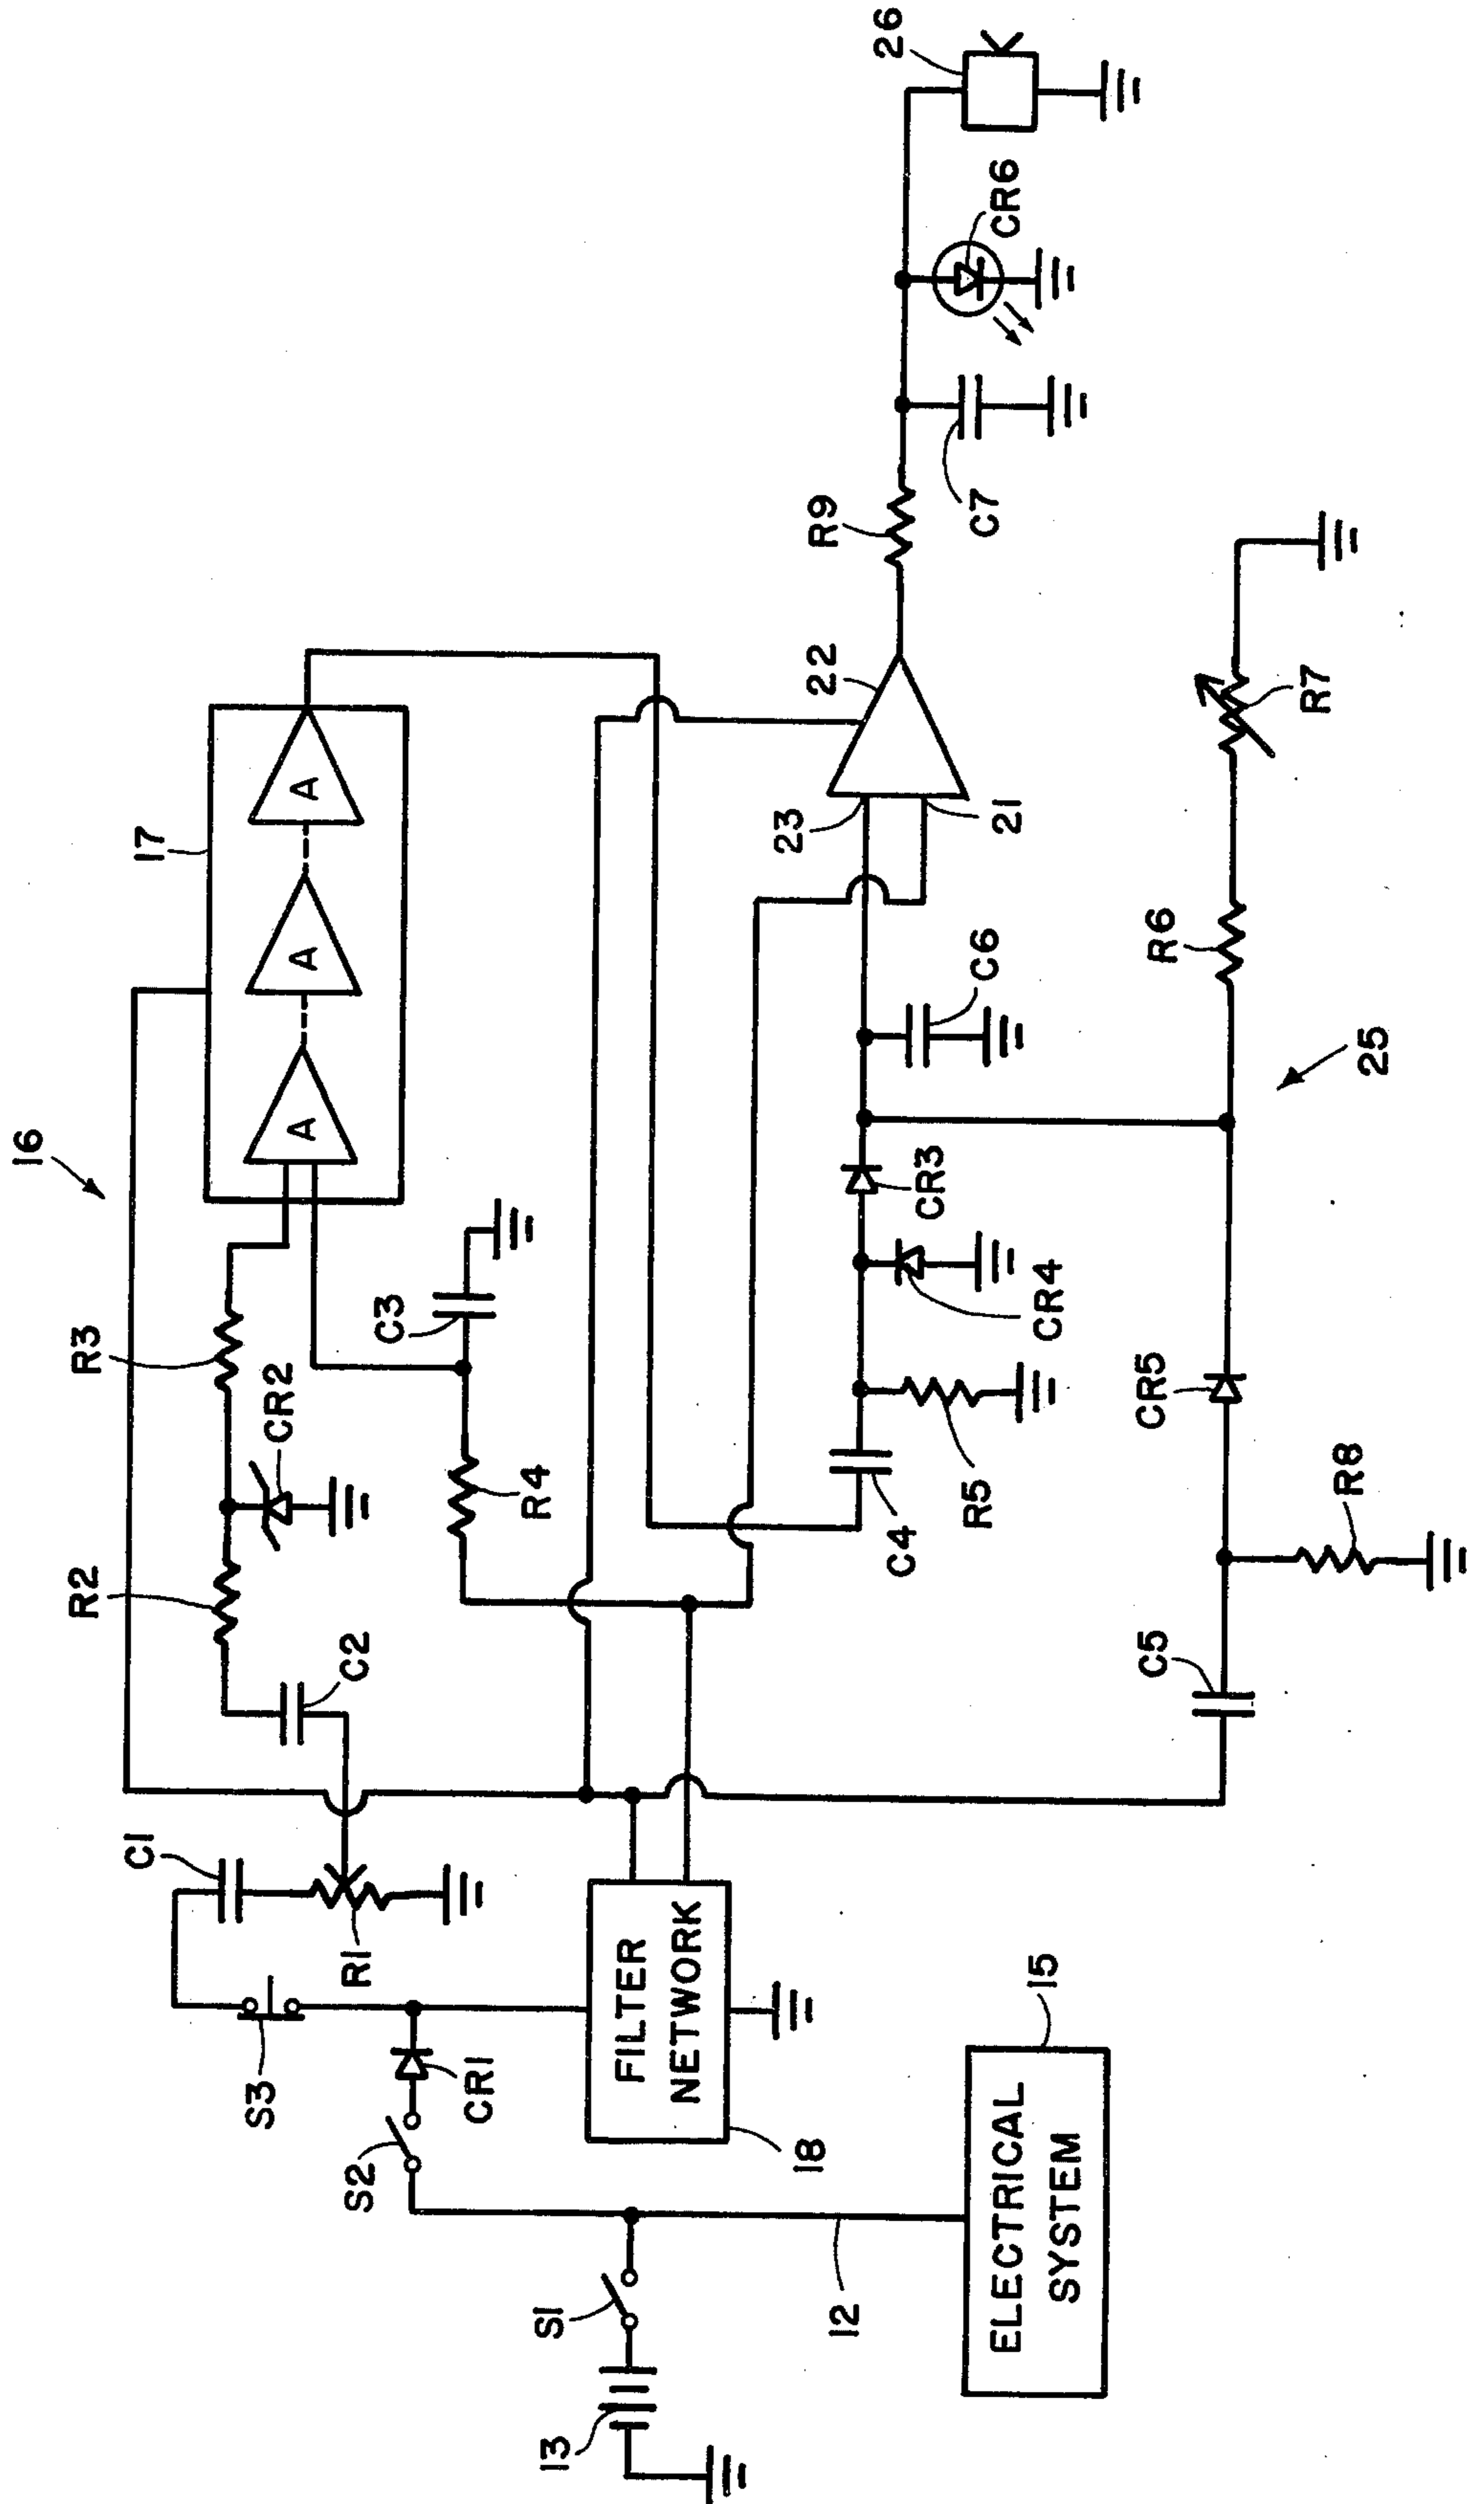 16
17
R3
R2
CR2
C1
C2
C3
R4
S3
R1
S2
CR1
FILTER
NETWORK
18
S1
13
12
ELECTRICAL
SYSTEM
15
A
A
A
22
23
21
R9
26
K
CR6
C7
C6
CR3
CR4
R5
C4
R6
R7
25
CR5
C5
R8